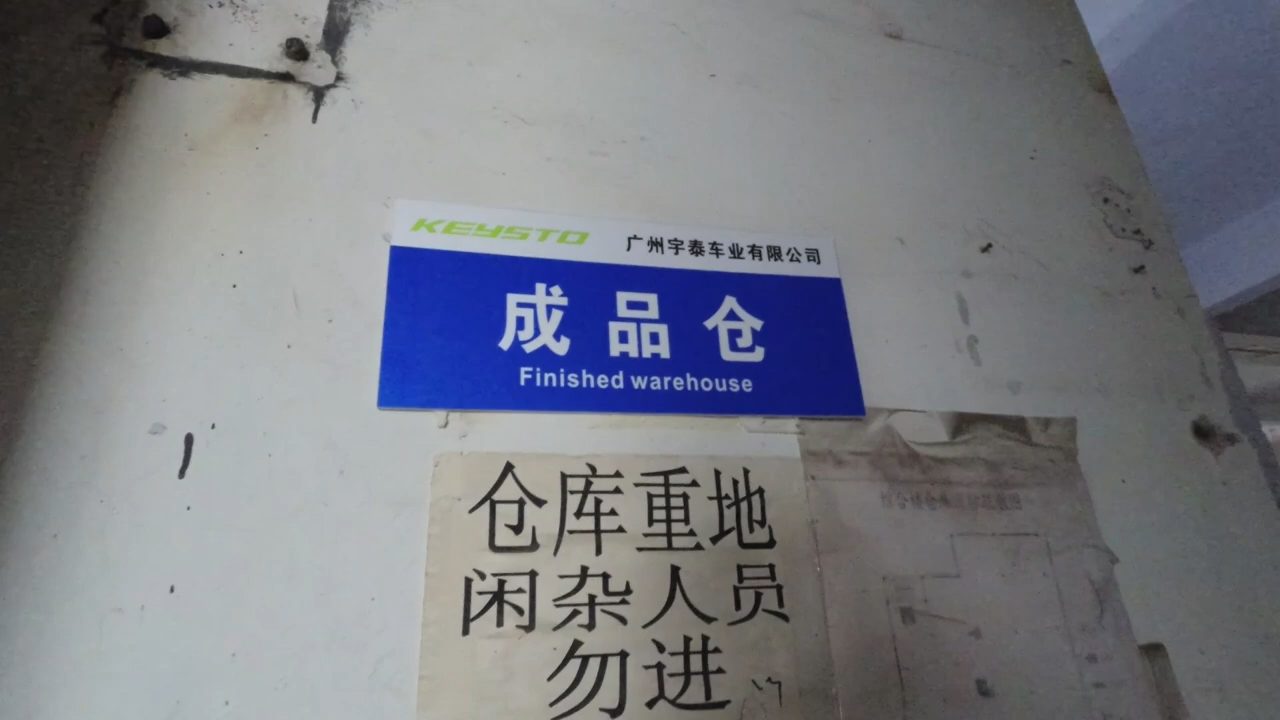 KEYSTO 广州宇泰车业有限公司
成品仓
Finished warehouse
仓库重地
闲杂人员
勿进